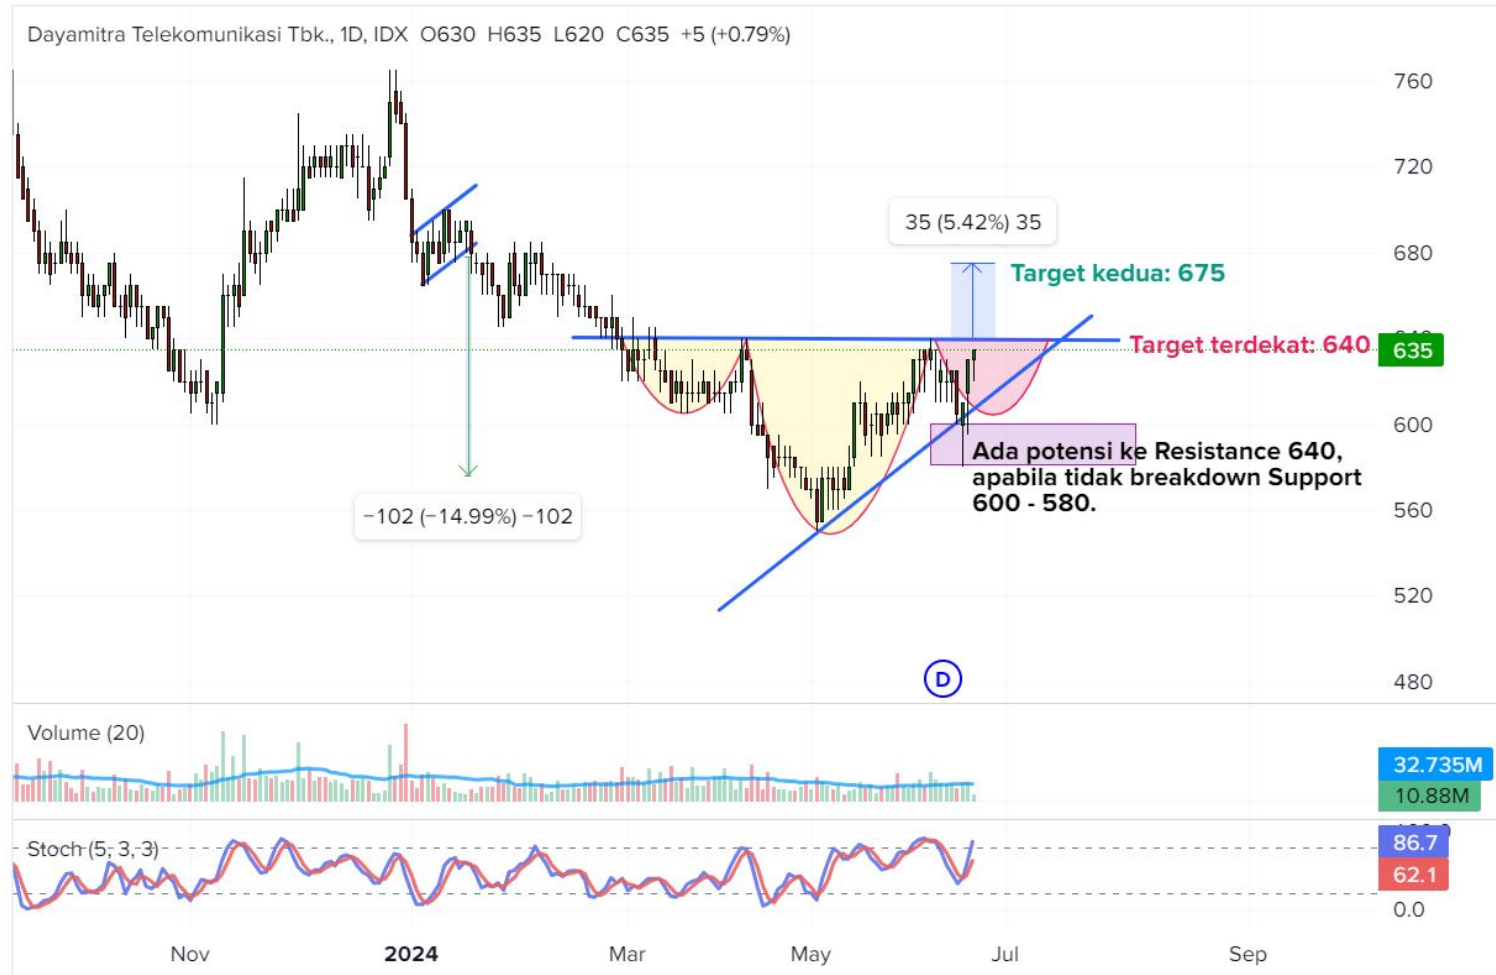 Dayamitra Telekomunikasi Tbk., 1D, IDX O630 H635 L620 C635 +5 (+0.79%)
760
720
35 (5.42%) 35
680
Target kedua: 675
Target terdekat: 640
635
600
Ada potensi ke Resistance 640,
apabila tidak breakdown Support
600 - 580.
−102 (−14.99%) −102
560
520
D
480
Volume (20)
32.735M
10.88M
Stoch (5, 3, 3)
86.7
62.1
0.0
Nov 2024 Mar May Jul Sep